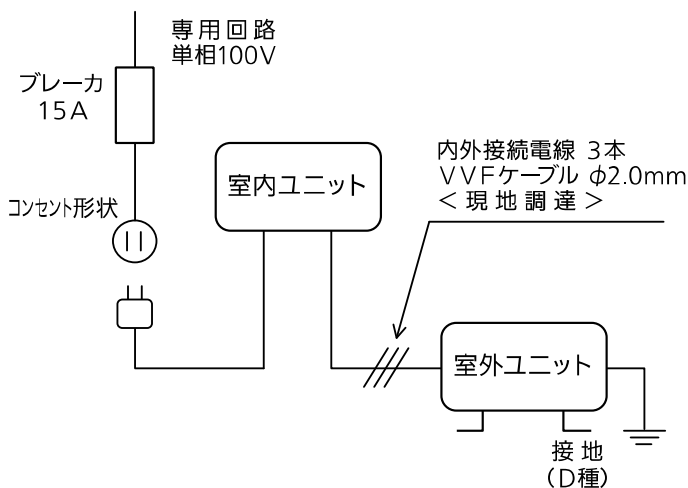 専用回路
単相100V
ブレーカ
15A
コンセント形状
室内ユニット
内外接続電線 3本
VVFケーブル φ2.0mm
＜現地調達＞
室外ユニット
接地
(D種)